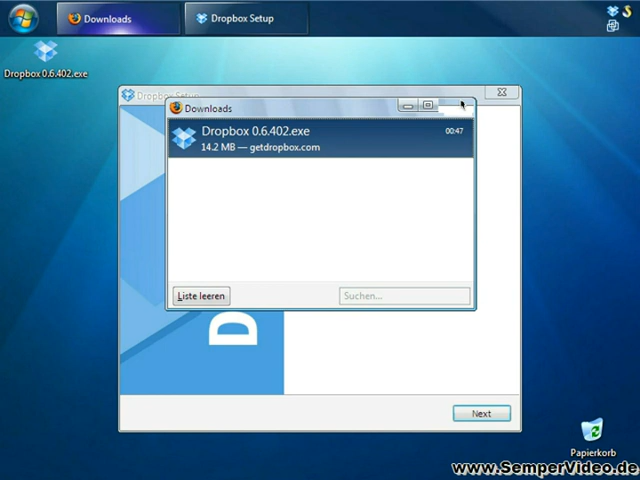 Downloads
Dropbox Setup
Dropbox 0.6.402.exe
Dropbox Setup
Downloads
Dropbox 0.6.402.exe
00:47
14.2 MB — getdropbox.com
Liste leeren
Suchen...
D
Next
Papierkorb
www.SemperVideo.de